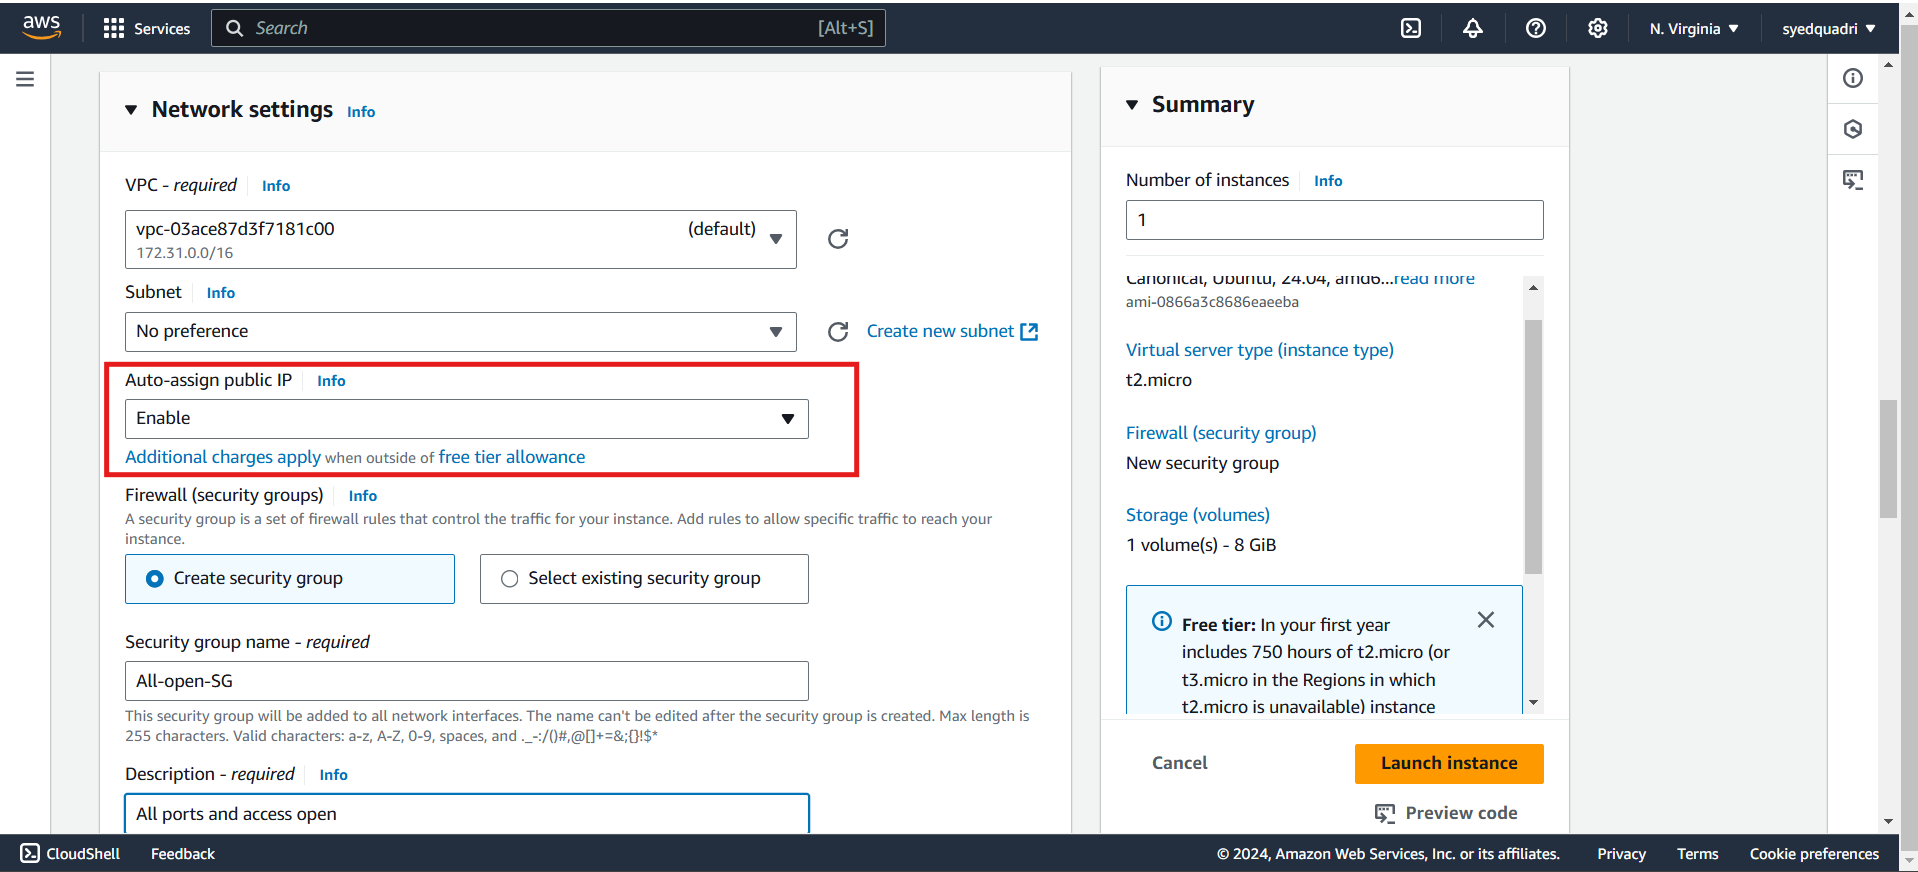 aws
Services
Search
[Alt+S]
N. Virginia
syedquadri
Network settings Info
VPC - required Info
vpc-03ace87d3f7181c00 (default)
172.31.0.0/16
Subnet Info
No preference
Create new subnet
Auto-assign public IP Info
Enable
Additional charges apply when outside of free tier allowance
Firewall (security groups) Info
A security group is a set of firewall rules that control the traffic for your instance. Add rules to allow specific traffic to reach your
instance.
Create security group
Select existing security group
Security group name - required
All-open-SG
This security group will be added to all network interfaces. The name can't be edited after the security group is created. Max length is
255 characters. Valid characters: a-z, A-Z, 0-9, spaces, and ._-:/()#,@[]+=&;{}!$*
Description - required Info
All ports and access open
Summary
Number of instances Info
1
Canonical, Ubuntu, 24.04, amd6...read more
ami-0866a3c8686eaeeba
Virtual server type (instance type)
t2.micro
Firewall (security group)
New security group
Storage (volumes)
1 volume(s) - 8 GiB
Free tier: In your first year
includes 750 hours of t2.micro (or
t3.micro in the Regions in which
t2.micro is unavailable) instance
Cancel
Launch instance
Preview code
CloudShell
Feedback
© 2024, Amazon Web Services, Inc. or its affiliates.
Privacy
Terms
Cookie preferences